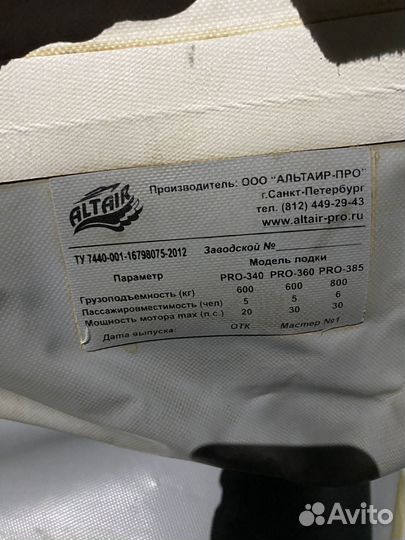 ALTAIR
Производитель: ООО "АЛЬТАИР-ПРО"
г.Санкт-Петербург
тел. (812) 449-29-43
www.altair-pro.ru
ТУ 7440-001-16798075-2012 Заводской №
Параметр Модель лодки
PRO-340 PRO-360 PRO-385
Грузоподъемность (кг) 600 600 800
Пассажировместимость (чел) 5 5 6
Мощность мотора max (л.с.) 20 30 30
Дата выпуска: ОТК Мастер №1
Avito